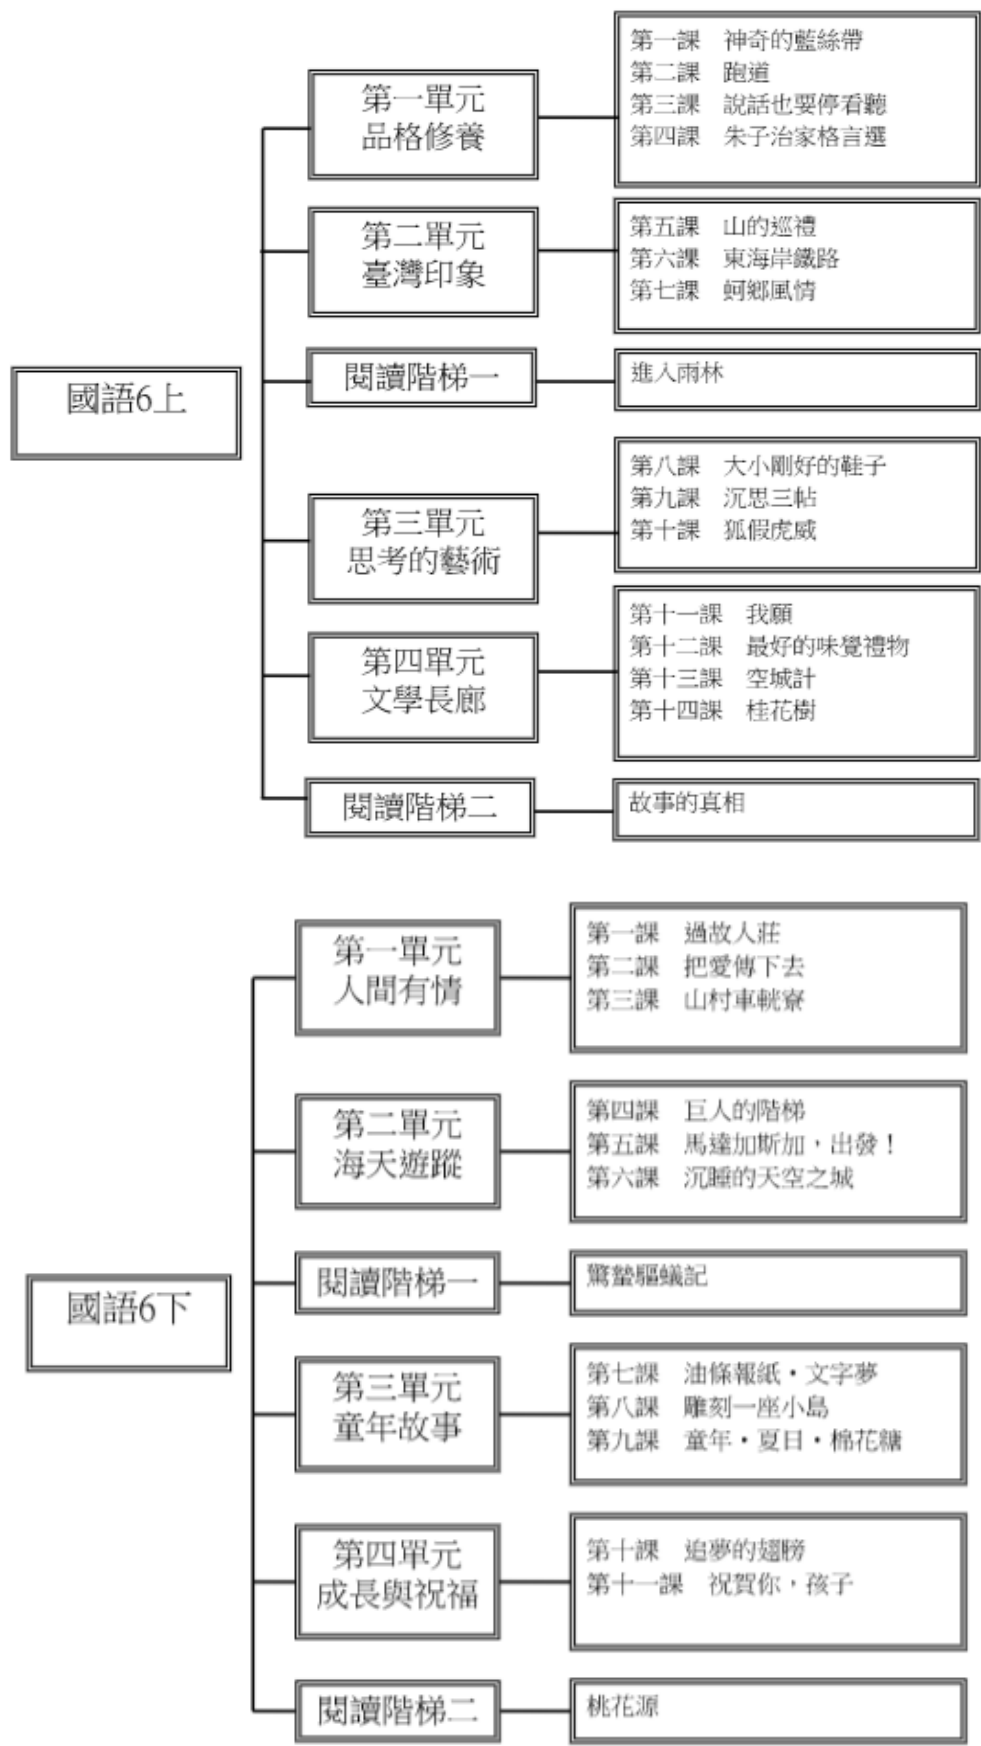 國語6上
第一單元
品格修養
第一課　神奇的藍絲帶
第二課　跑道
第三課　說話也要停看聽
第四課　朱子治家格言選
第二單元
臺灣印象
第五課　山的巡禮
第六課　東海岸鐵路
第七課　蚵鄉風情
閱讀階梯一
進入雨林
第三單元
思考的藝術
第八課　大小剛好的鞋子
第九課　沉思三帖
第十課　狐假虎威
第四單元
文學長廊
第十一課　我願
第十二課　最好的味覺禮物
第十三課　空城計
第十四課　桂花樹
閱讀階梯二
故事的真相
國語6下
第一單元
人間有情
第一課　過故人莊
第二課　把愛傳下去
第三課　山村車輄寮
第二單元
海天遊蹤
第四課　巨人的階梯
第五課　馬達加斯加，出發！
第六課　沉睡的天空之城
閱讀階梯一
驚蟄驅蟻記
第三單元
童年故事
第七課　油條報紙・文字夢
第八課　雕刻一座小島
第九課　童年・夏日・棉花糖
第四單元
成長與祝福
第十課　追夢的翅膀
第十一課　祝賀你，孩子
閱讀階梯二
桃花源